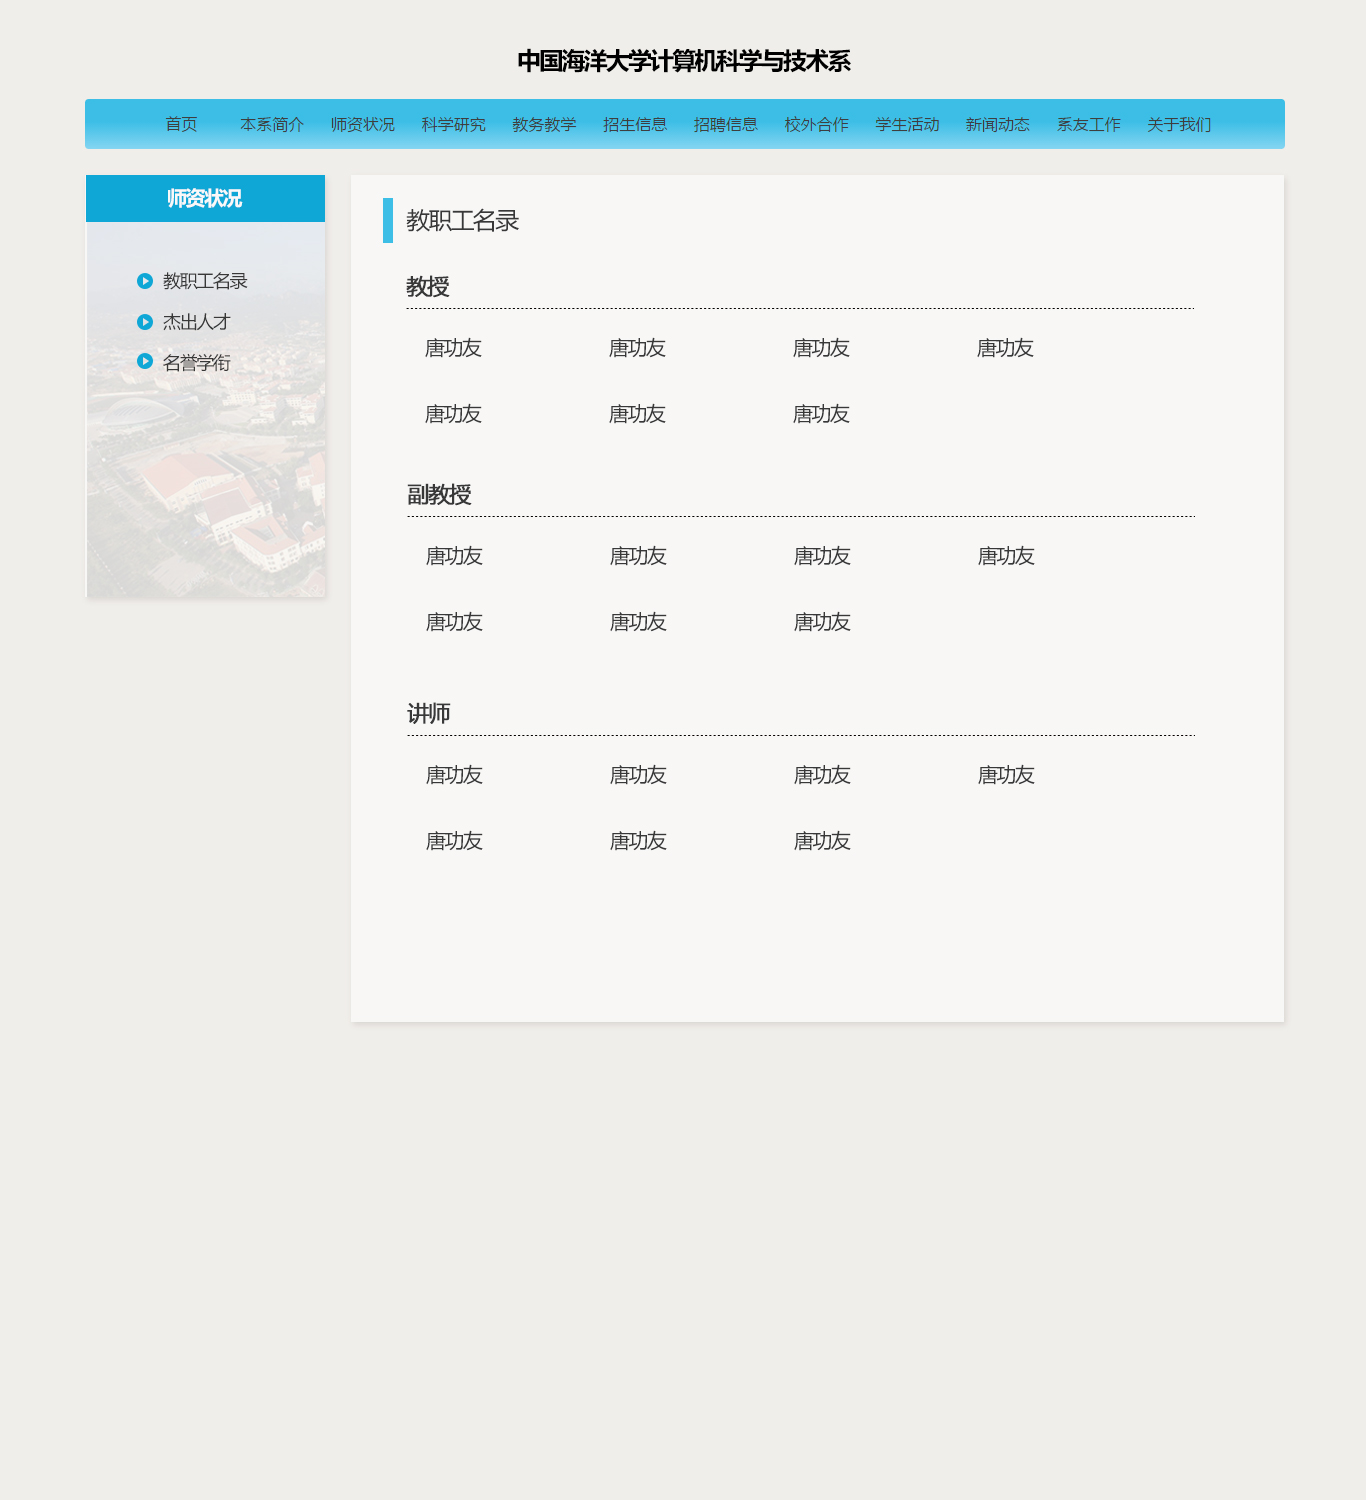 中国海洋大学计算机科学与技术系
首页 本系简介 师资状况 科学研究 教务教学 招生信息 招聘信息 校外合作 学生活动 新闻动态 系友工作 关于我们
师资状况
教职工名录
杰出人才
名誉学衔
教职工名录
教授
唐功友 唐功友 唐功友 唐功友
唐功友 唐功友 唐功友
副教授
唐功友 唐功友 唐功友 唐功友
唐功友 唐功友 唐功友
讲师
唐功友 唐功友 唐功友 唐功友
唐功友 唐功友 唐功友